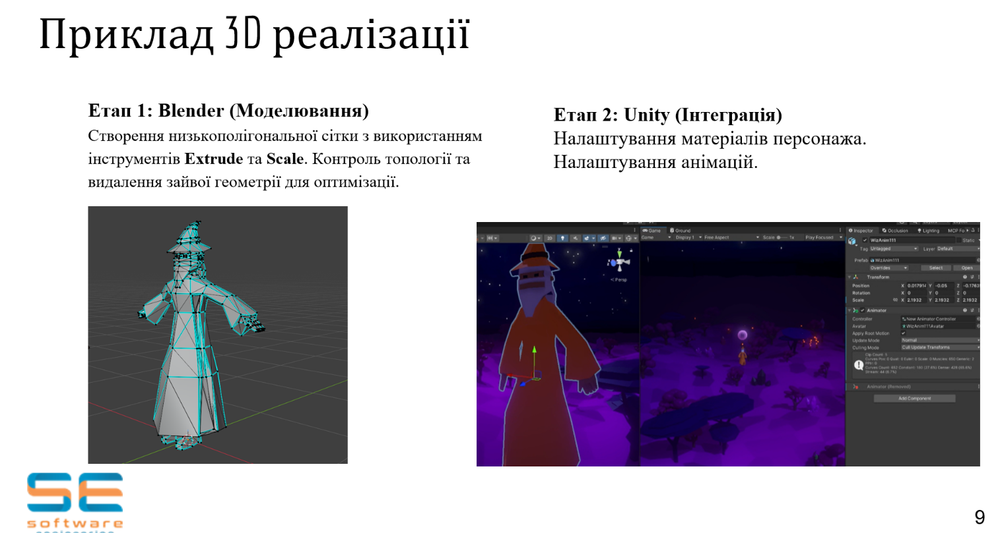 Приклад 3D реалізації
Етап 1: Blender (Моделювання)
Створення низькополігональної сітки з використанням
інструментів Extrude та Scale. Контроль топології та
видалення зайвої геометрії для оптимізації.
Етап 2: Unity (Інтеграція)
Налаштування матеріалів персонажа.
Налаштування анімацій.
2D
Persp
Game
Ground
Game Display 1 Free Aspect Scale 1x Play Focused
Inspector Occlusion Lighting MCP Fo
WizAnim111 Static
Tag Untagged Layer Default
Prefab WizAnim111
Overrides Select Open
Transform
Position X 0.01791 Y -0.05 Z -0.1763
Rotation X 0 Y 0 Z 0
Scale X 2.1932 Y 2.1932 Z 2.1932
Animator
Controller New Animator Controller
Avatar WizAnim111Avatar
Apply Root Motion
Update Mode Normal
Culling Mode Cull Update Transforms
Clip Count: 5
Animator (Removed)
Add Component
SE
software
9